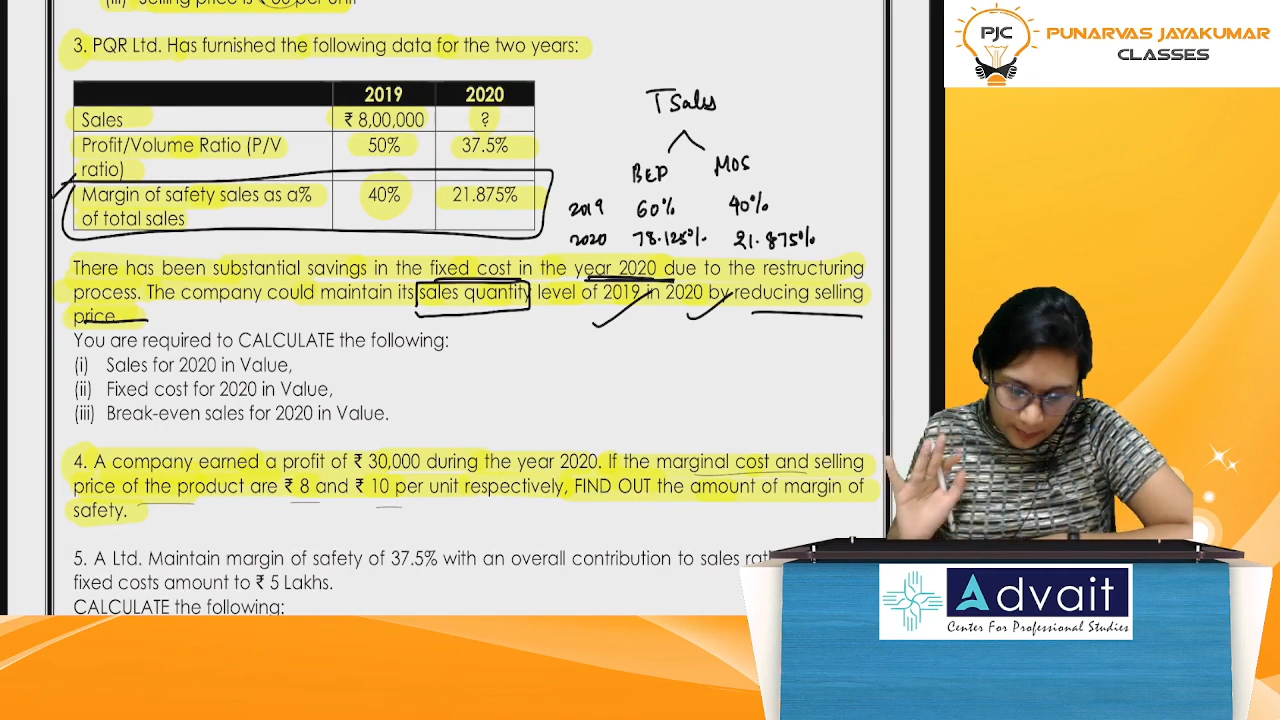 (iii) Selling price is ₹ 80 per unit
PJC
PUNARVAS JAYAKUMAR
CLASSES
3. PQR Ltd. Has furnished the following data for the two years:
2019 2020
Sales ₹ 8,00,000 ?
Profit/Volume Ratio (P/V ratio) 50% 37.5%
Margin of safety sales as a% of total sales 40% 21.875%
T Sales
BEP MOS
2019 60% 40%
2020 78.125% 21.875%
There has been substantial savings in the fixed cost in the year 2020 due to the restructuring
process. The company could maintain its sales quantity level of 2019 in 2020 by reducing selling
price.
You are required to CALCULATE the following:
(i) Sales for 2020 in Value,
(ii) Fixed cost for 2020 in Value,
(iii) Break-even sales for 2020 in Value.
4. A company earned a profit of ₹ 30,000 during the year 2020. If the marginal cost and selling
price of the product are ₹ 8 and ₹ 10 per unit respectively, FIND OUT the amount of margin of
safety.
5. A Ltd. Maintain margin of safety of 37.5% with an overall contribution to sales
fixed costs amount to ₹ 5 Lakhs.
CALCULATE the following:
Advait
Center For Professional Studies